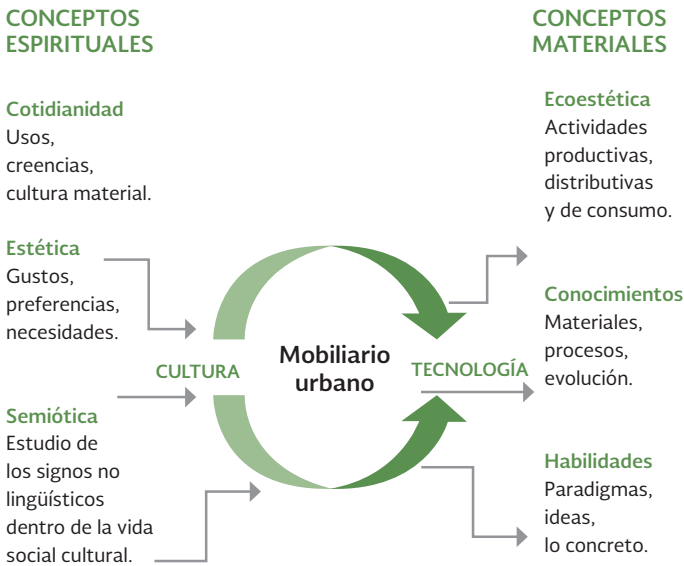 CONCEPTOS
ESPIRITUALES
Cotidianidad
Usos,
creencias,
cultura material.
Estética
Gustos,
preferencias,
necesidades.
Semiótica
Estudio de
los signos no
lingüísticos
dentro de la vida
social cultural.
CULTURA
Mobiliario
urbano
TECNOLOGÍA
CONCEPTOS
MATERIALES
Ecoestética
Actividades
productivas,
distributivas
y de consumo.
Conocimientos
Materiales,
procesos,
evolución.
Habilidades
Paradigmas,
ideas,
lo concreto.